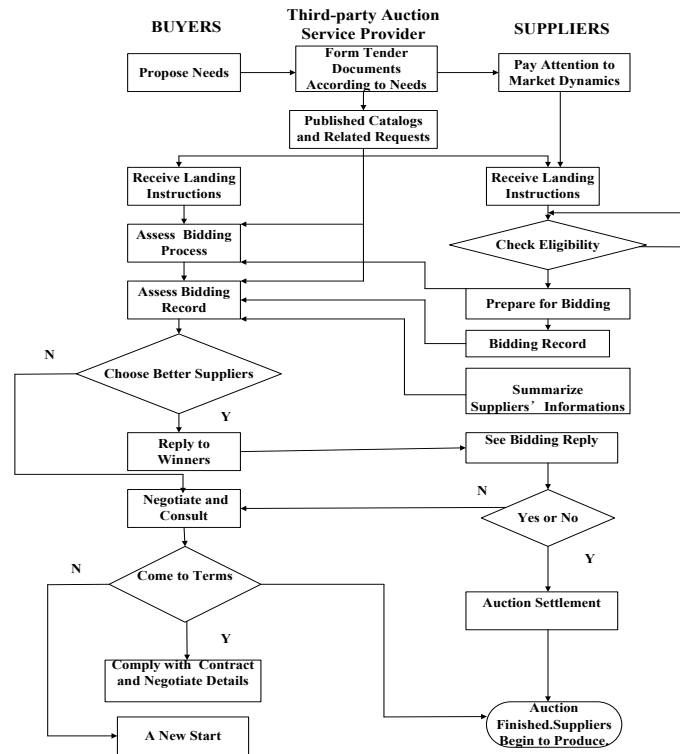 BUYERS
Third-party Auction
Service Provider
SUPPLIERS
Propose Needs
Form Tender
Documents
According to Needs
Pay Attention to
Market Dynamics
Published Catalogs
and Related Requests
Receive Landing
Instructions
Receive Landing
Instructions
Assess Bidding
Process
Check Eligibility
Assess Bidding
Record
Prepare for Bidding
Bidding Record
N
Choose Better Suppliers
Summarize
Suppliers’ Informations
Y
Reply to
Winners
See Bidding Reply
Negotiate and
Consult
N
Yes or No
N
Come to Terms
Y
Auction Settlement
Y
Comply with Contract
and Negotiate Details
A New Start
Auction
Finished.Suppliers
Begin to Produce.